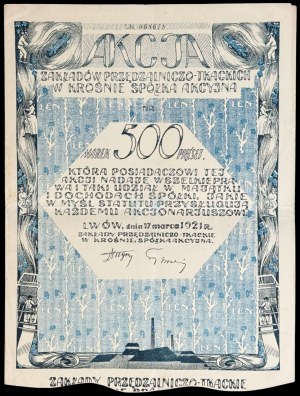 AKCJA
ZAKŁADÓW PRZĘDZALNICZO-TKACKICH
W KROŚNIE SPÓŁKA AKCYJNA
NA
MAREK 500 POLSKI.
KTÓRA POSIADACZOWI TEJ
AKCJI NADAJE WSZELKIE PRA-
WA I TAKI UDZIAŁ W MAJĄTKU
I DOCHODACH SPÓŁKI, JAKIE
W MYŚL STATUTU PRZYSŁUGUJĄ
KAŻDEMU AKCJONARJUSZOWI.
LWÓW, dnia 17 marca 1921 r.
ZAKŁADY PRZĘDZALNICZO-TKACKIE
W KROŚNIE, SPÓŁKA AKCYJNA.
LEN
ZAKŁADY PRZĘDZALNICZO-TKACKIE